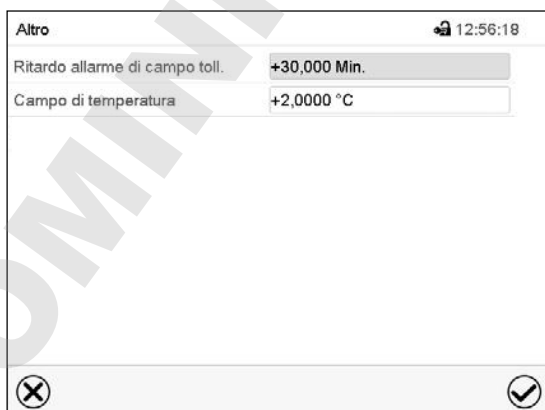 Altro 12:56:18
Ritardo allarme di campo toll. +30,000 Min.
Campo di temperatura +2,0000 °C